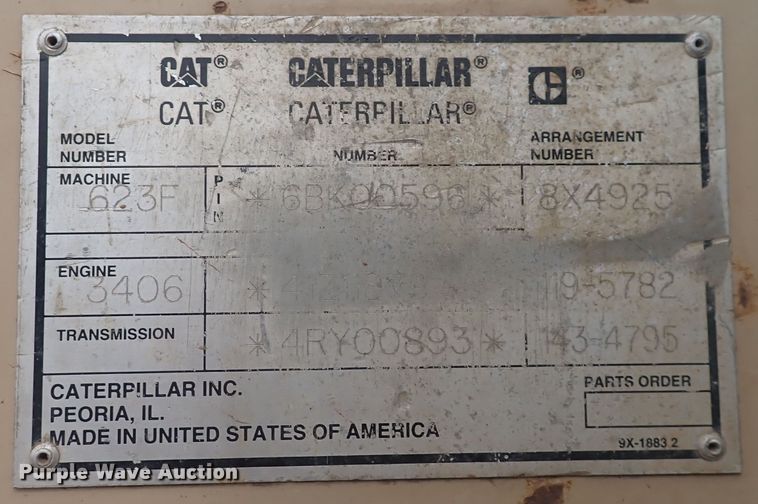 CAT® CATERPILLAR® ®
CAT® CATERPILLAR®
MODEL NUMBER NUMBER ARRANGEMENT NUMBER
MACHINE 623F PIN *6BK00596* 8X4925
ENGINE 3406 119-5782
TRANSMISSION *4RY00893* 143-4795
CATERPILLAR INC.
PEORIA, IL.
MADE IN UNITED STATES OF AMERICA
PARTS ORDER
9X-1883 2
Purple Wave Auction